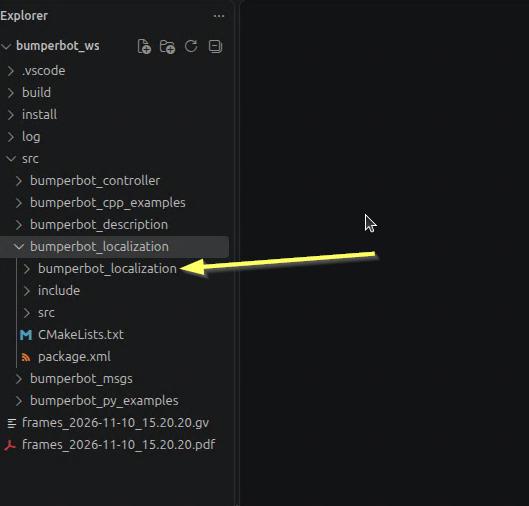 Explorer
bumperbot_ws
.vscode
build
install
log
src
bumperbot_controller
bumperbot_cpp_examples
bumperbot_description
bumperbot_localization
bumperbot_localization
include
src
CMakeLists.txt
package.xml
bumperbot_msgs
bumperbot_py_examples
frames_2026-11-10_15.20.20.gv
frames_2026-11-10_15.20.20.pdf